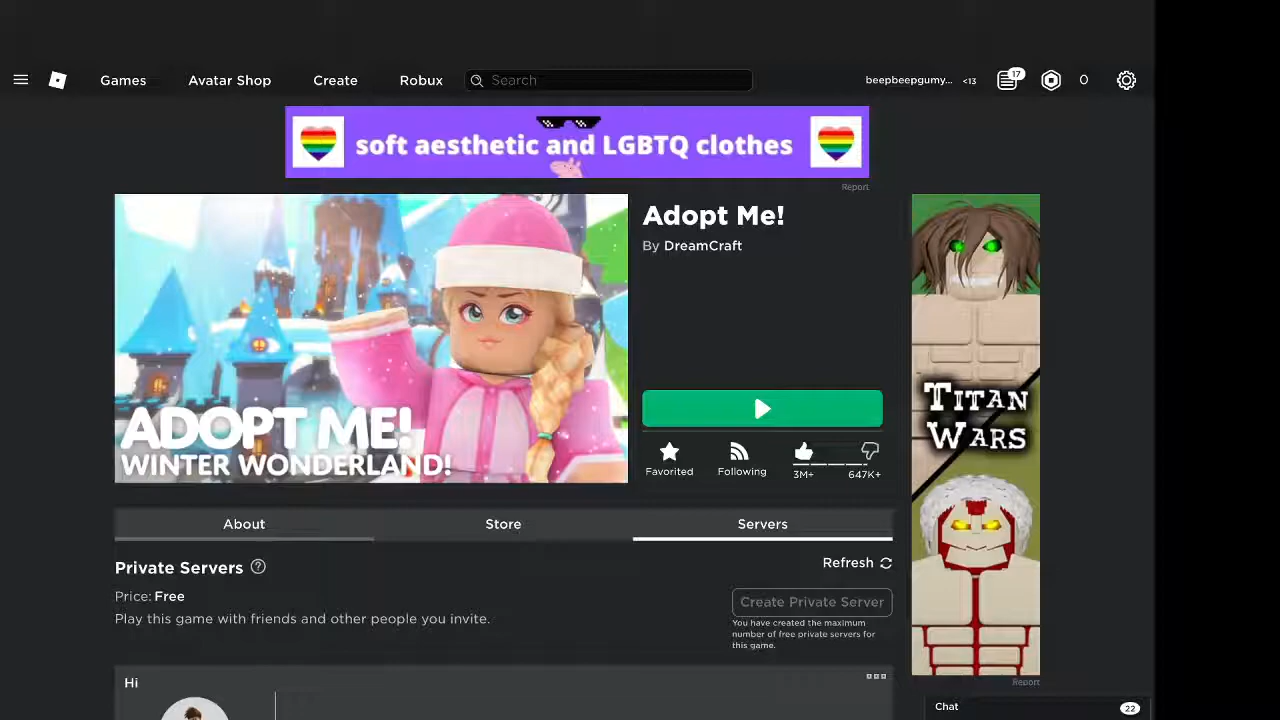 Games
Avatar Shop
Create
Robux
Search
beepbeepgumy...
<13
17
0
soft aesthetic and LGBTQ clothes
Report
ADOPT ME!
WINTER WONDERLAND!
Adopt Me!
By DreamCraft
Favorited
Following
3M+
647K+
TITAN
WARS
About
Store
Servers
Private Servers
?
Refresh
Price: Free
Create Private Server
Play this game with friends and other people you invite.
You have created the maximum
number of free private servers for
this game.
Hi
Report
Chat
22